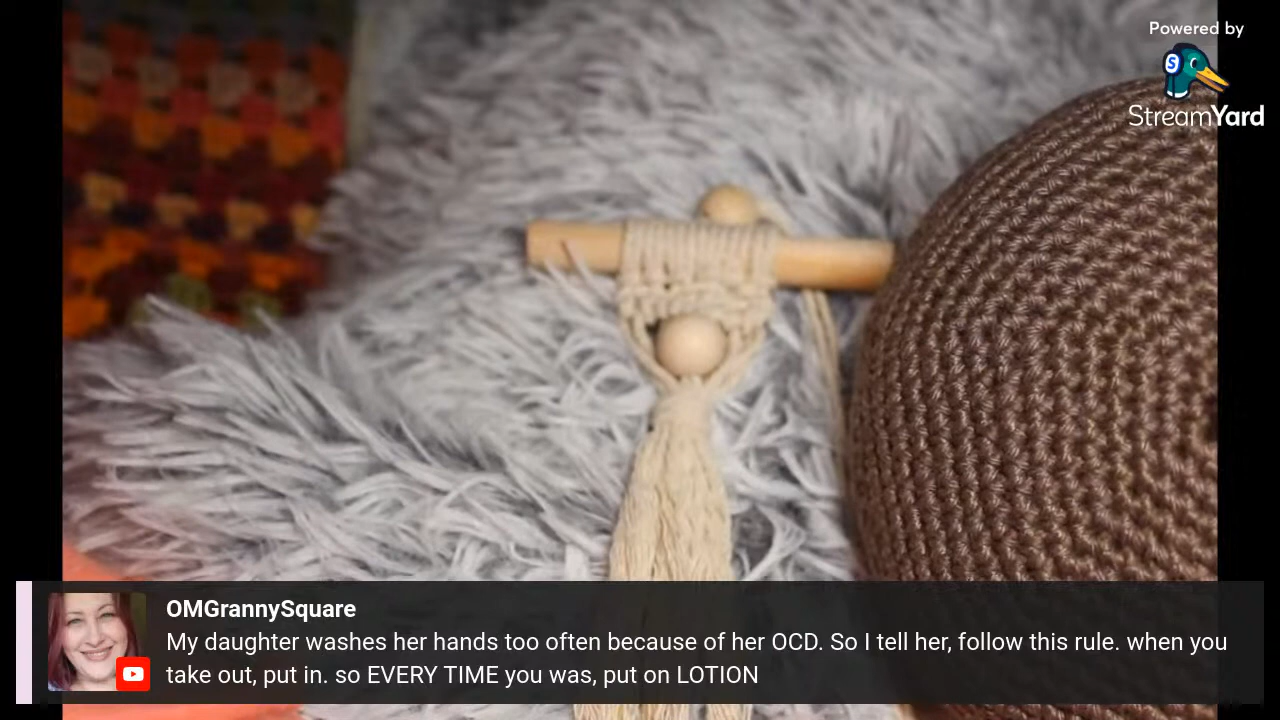 Powered by
StreamYard
OMGrannySquare
My daughter washes her hands too often because of her OCD. So I tell her, follow this rule. when you
take out, put in. so EVERY TIME you was, put on LOTION